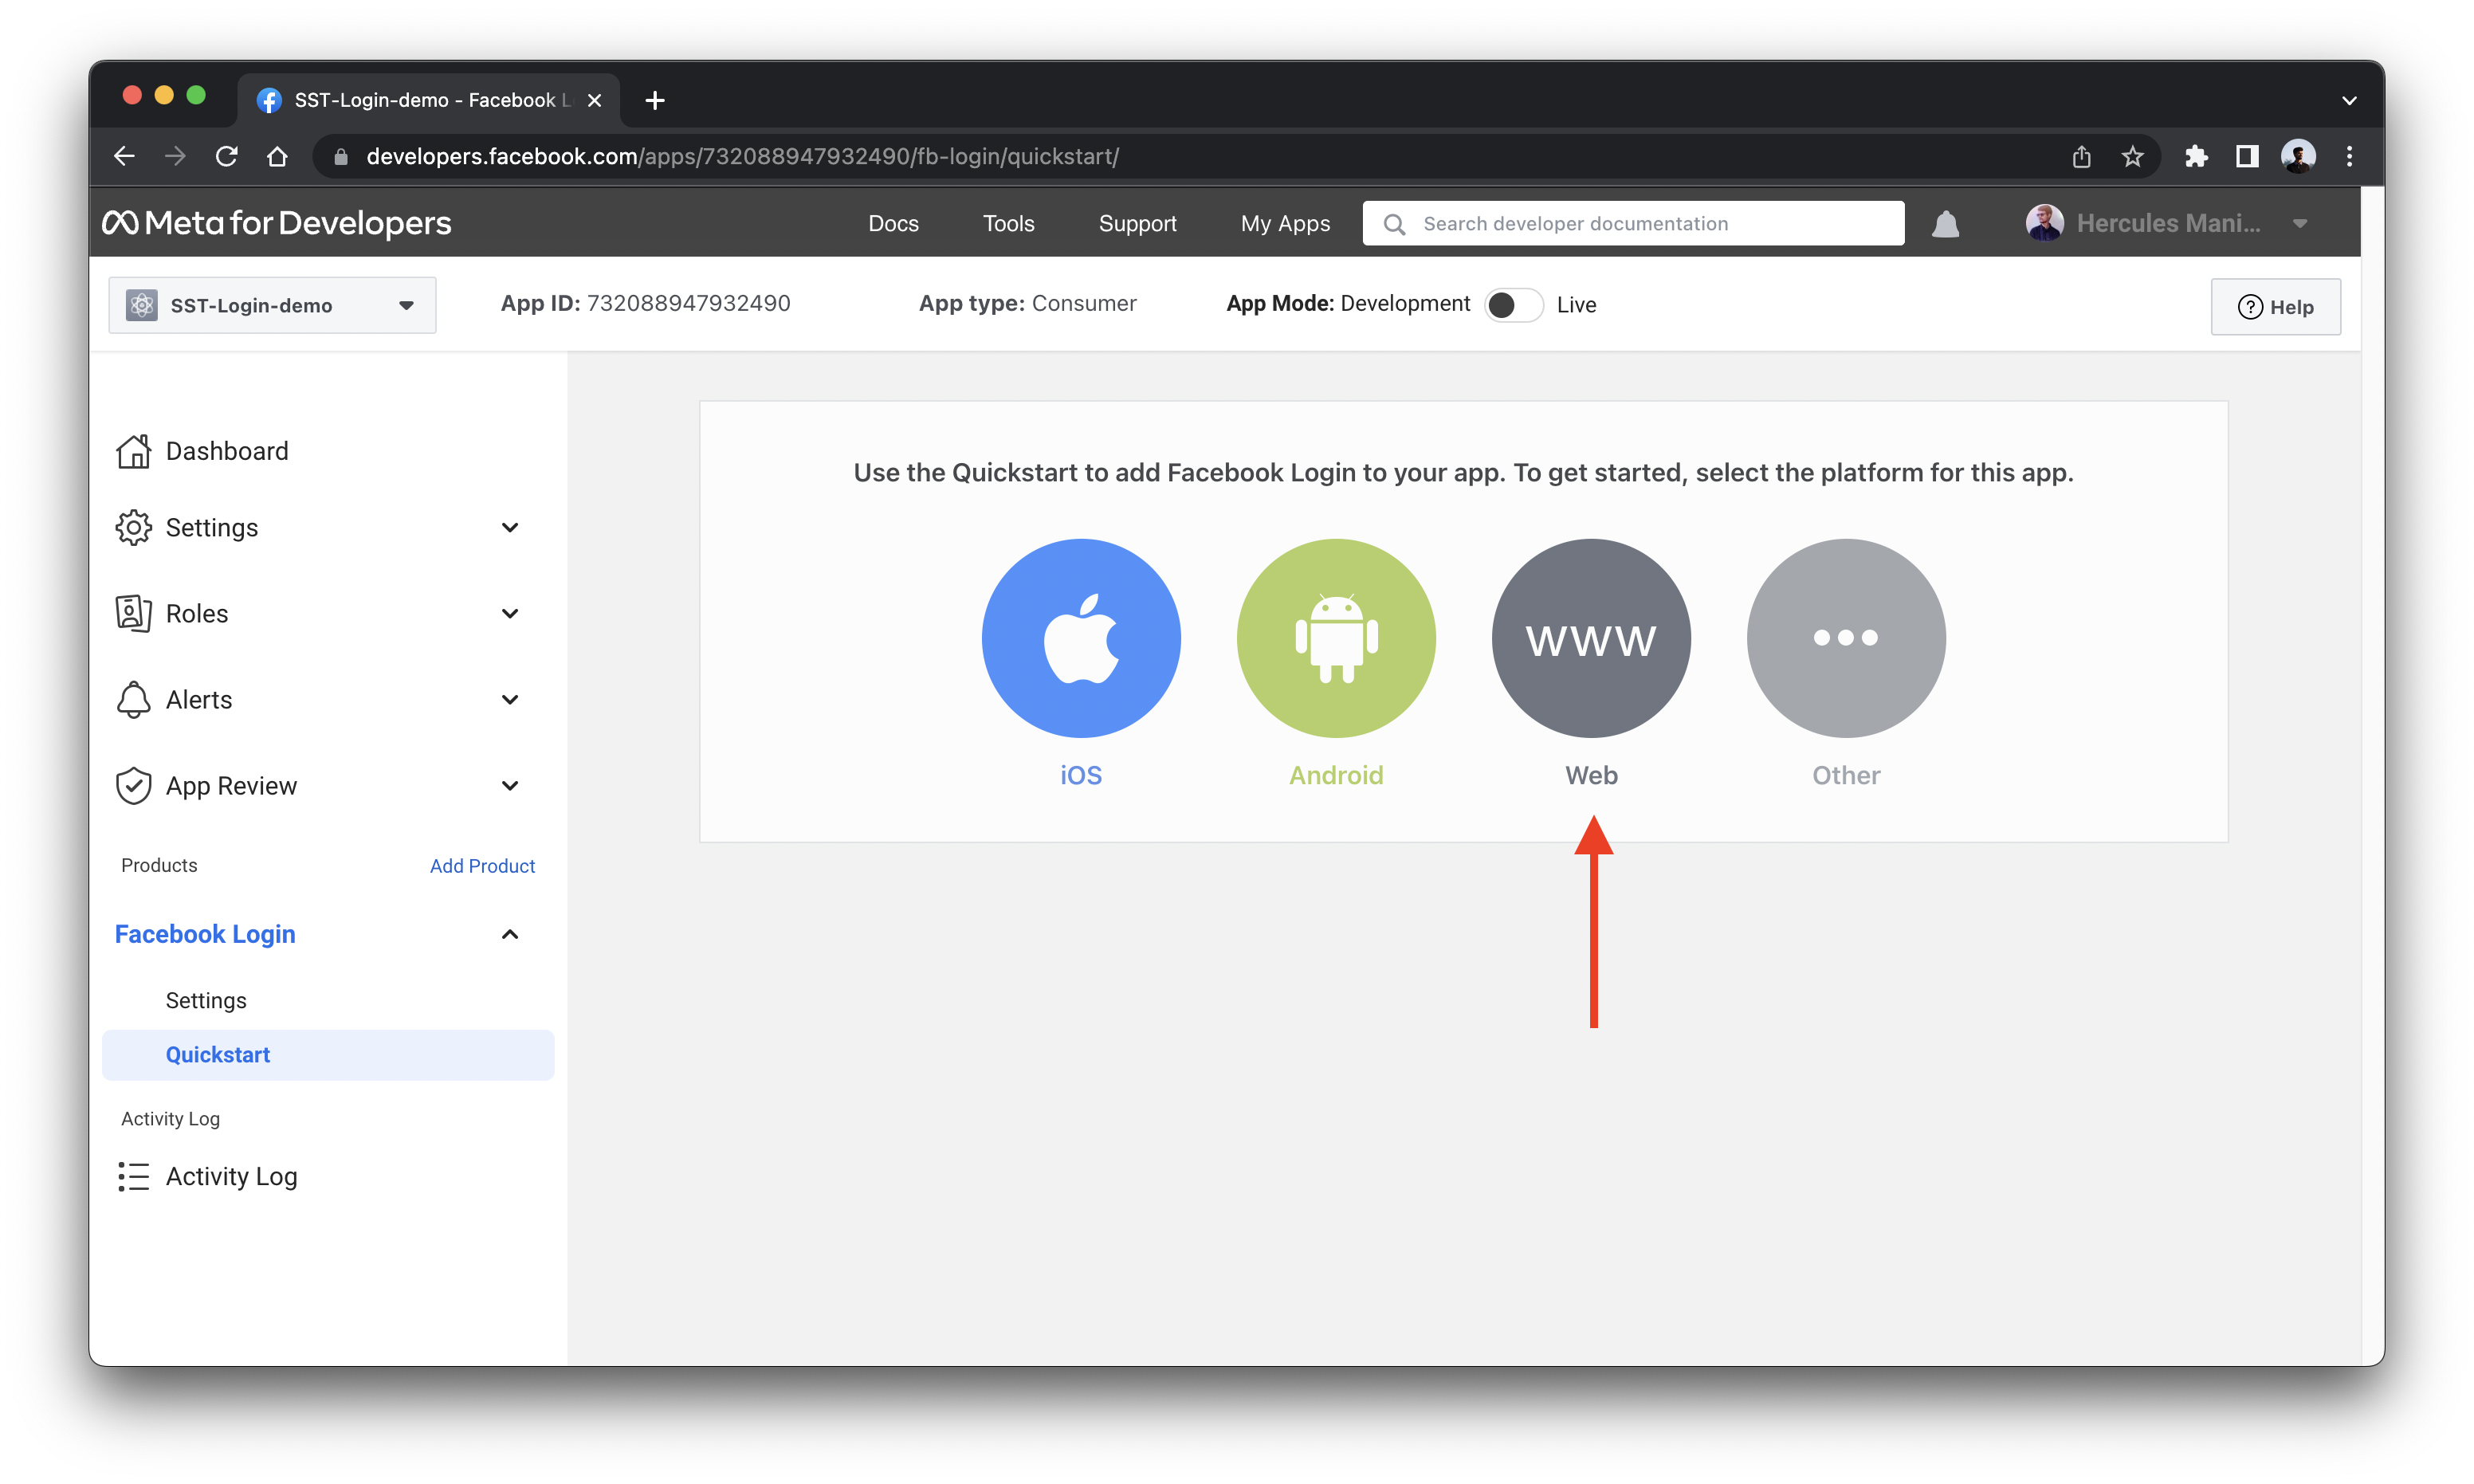 SST-Login-demo - Facebook L
developers.facebook.com/apps/732088947932490/fb-login/quickstart/
Meta for Developers
Docs
Tools
Support
My Apps
Search developer documentation
Hercules Mani...
SST-Login-demo
App ID: 732088947932490
App type: Consumer
App Mode: Development
Live
? Help
Dashboard
Settings
Roles
Alerts
App Review
Products
Add Product
Facebook Login
Settings
Quickstart
Activity Log
Activity Log
Use the Quickstart to add Facebook Login to your app. To get started, select the platform for this app.
www
iOS
Android
Web
Other